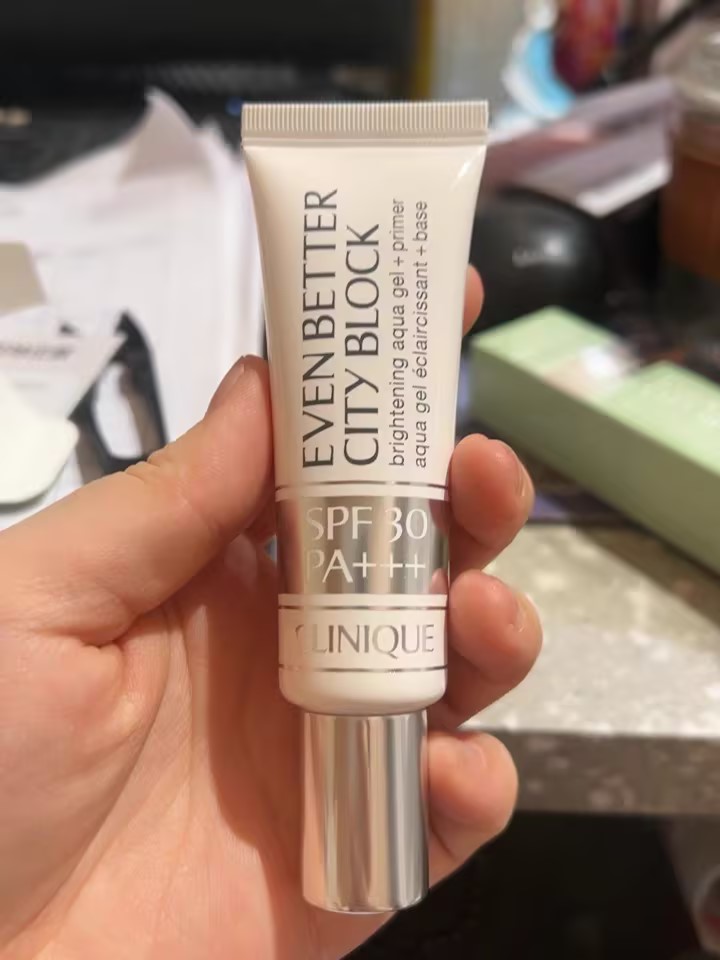 EVEN BETTER
CITY BLOCK
brightening aqua gel + primer
aqua gel éclaircissant + base
SPF 30
PA+++
CLINIQUE